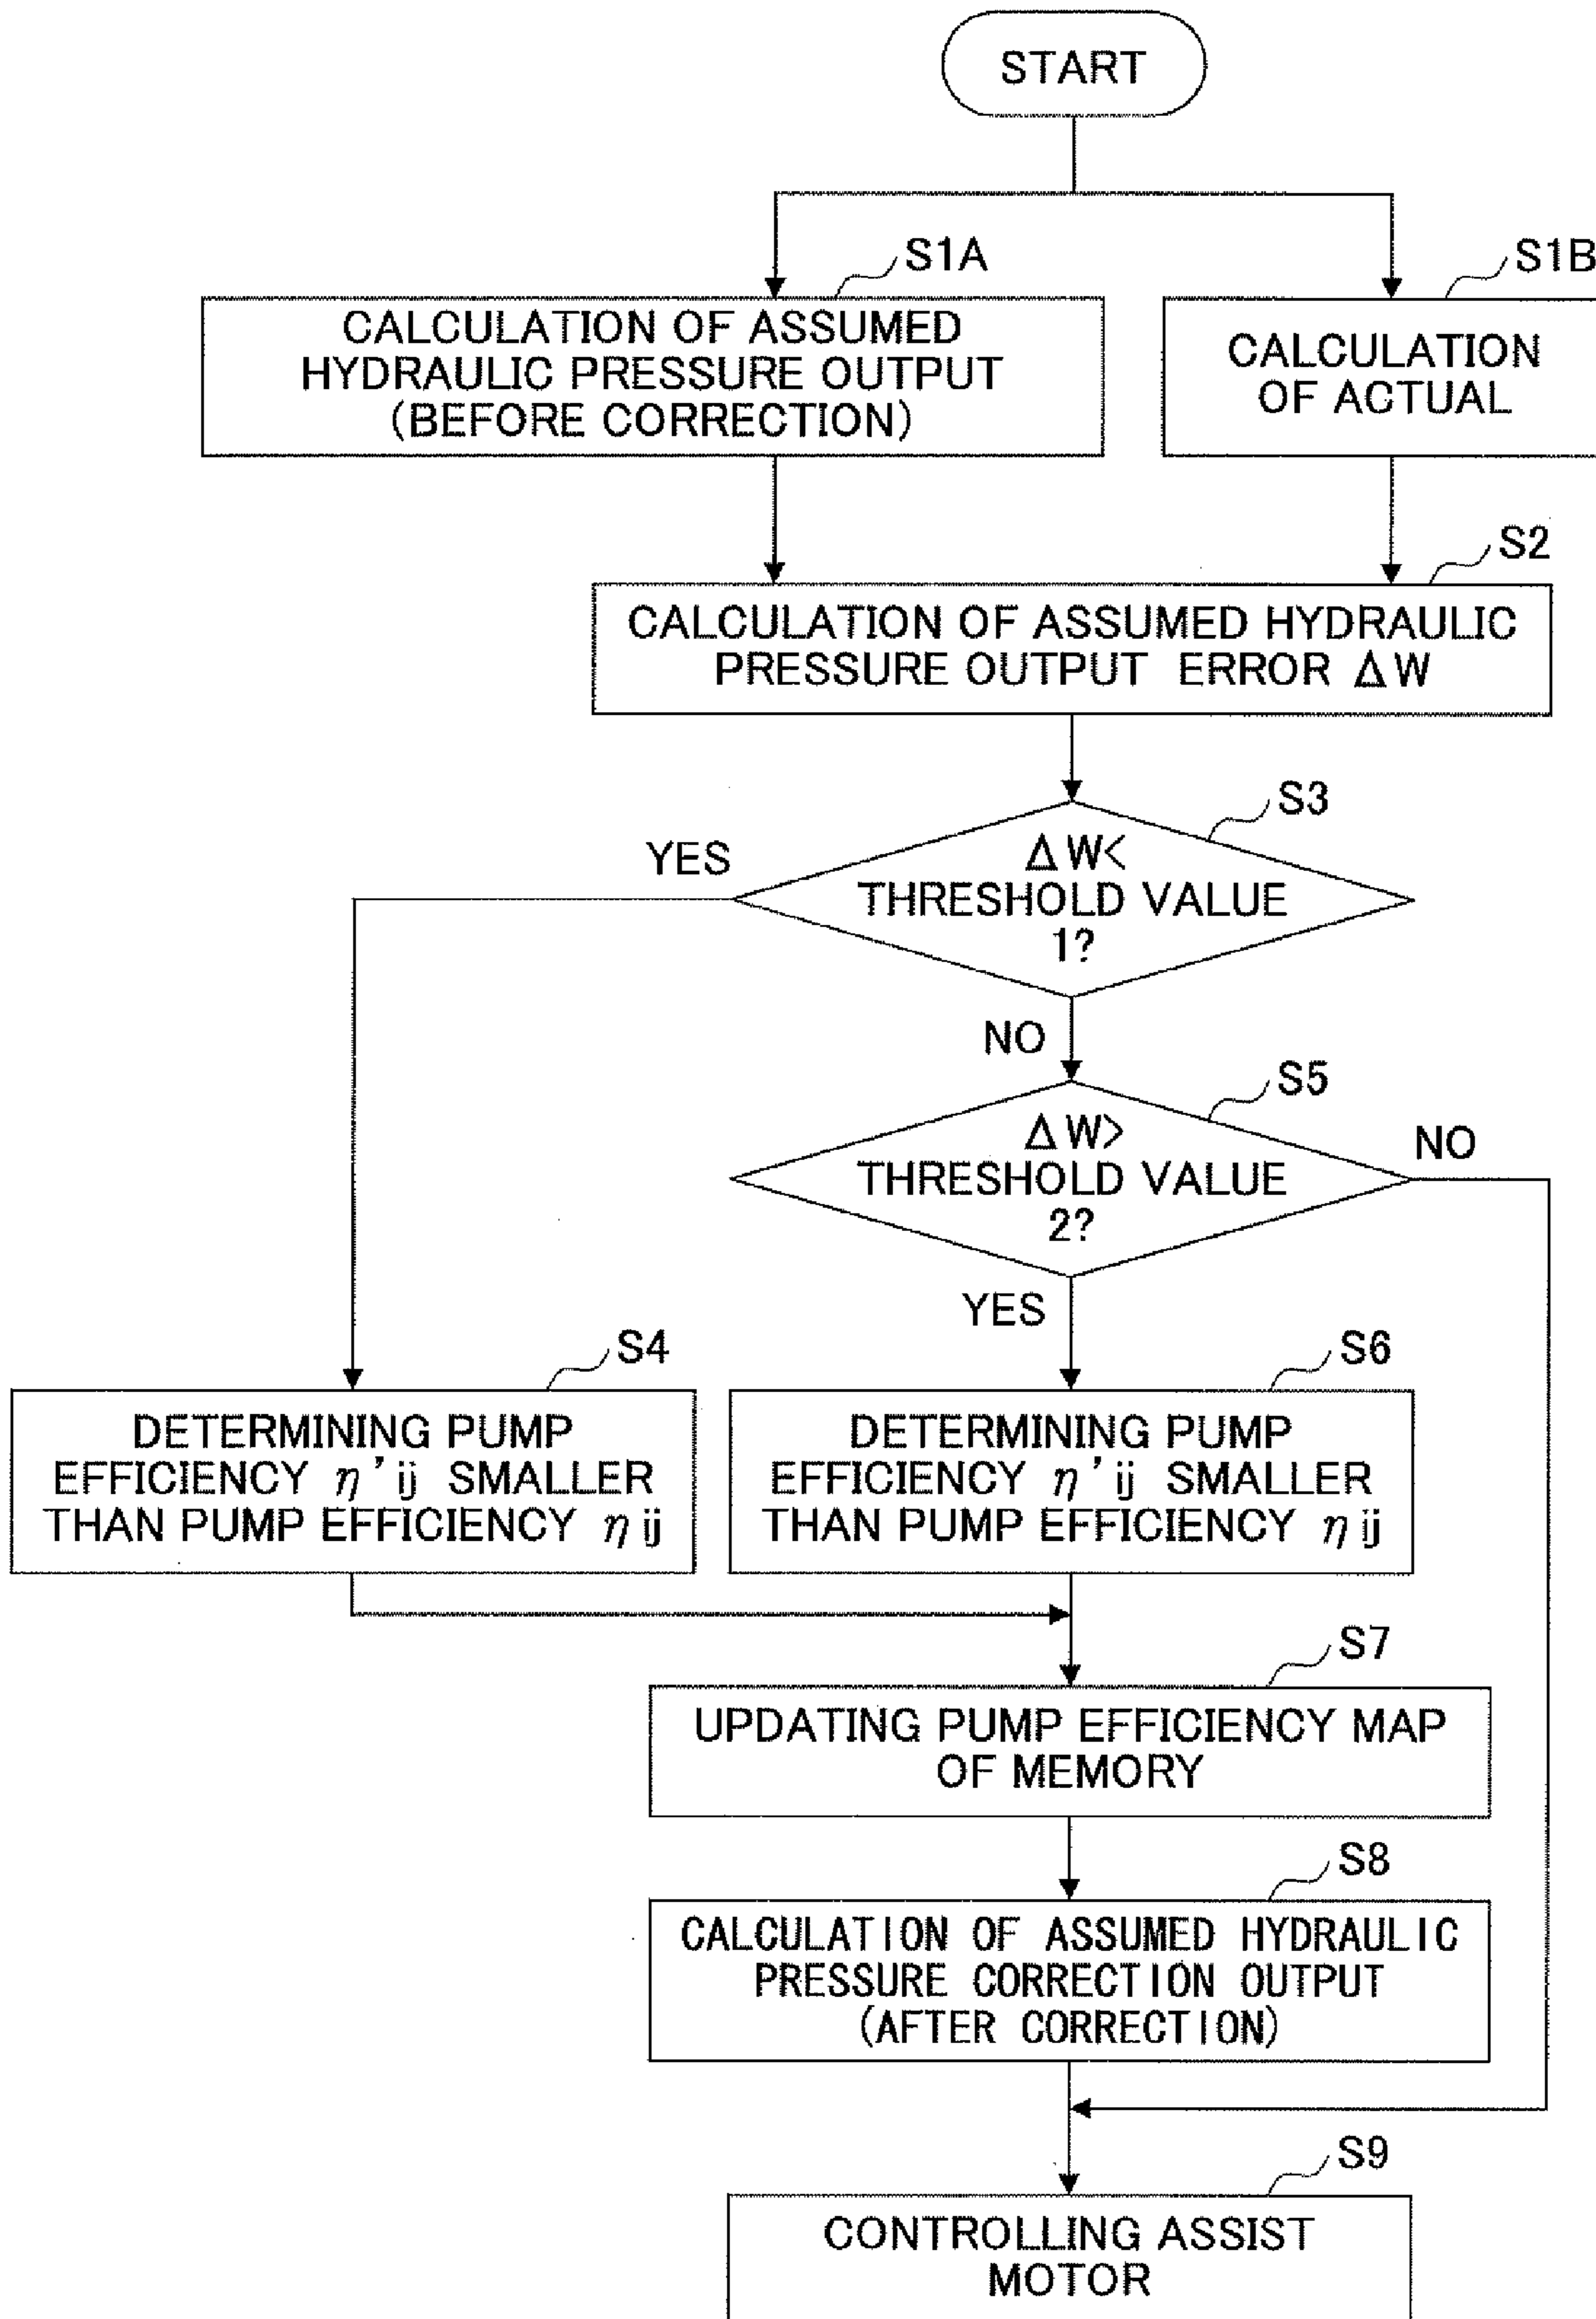 START
S1A
S1B
CALCULATION OF ASSUMED
HYDRAULIC PRESSURE OUTPUT
(BEFORE CORRECTION)
CALCULATION
OF ACTUAL
S2
CALCULATION OF ASSUMED HYDRAULIC
PRESSURE OUTPUT ERROR ΔW
S3
YES
ΔW<
THRESHOLD VALUE
1?
NO
S5
ΔW>
THRESHOLD VALUE
2?
NO
YES
S4
S6
DETERMINING PUMP
EFFICIENCY η'ij SMALLER
THAN PUMP EFFICIENCY ηij
DETERMINING PUMP
EFFICIENCY η'ij SMALLER
THAN PUMP EFFICIENCY ηij
S7
UPDATING PUMP EFFICIENCY MAP
OF MEMORY
S8
CALCULATION OF ASSUMED HYDRAULIC
PRESSURE CORRECTION OUTPUT
(AFTER CORRECTION)
S9
CONTROLLING ASSIST
MOTOR